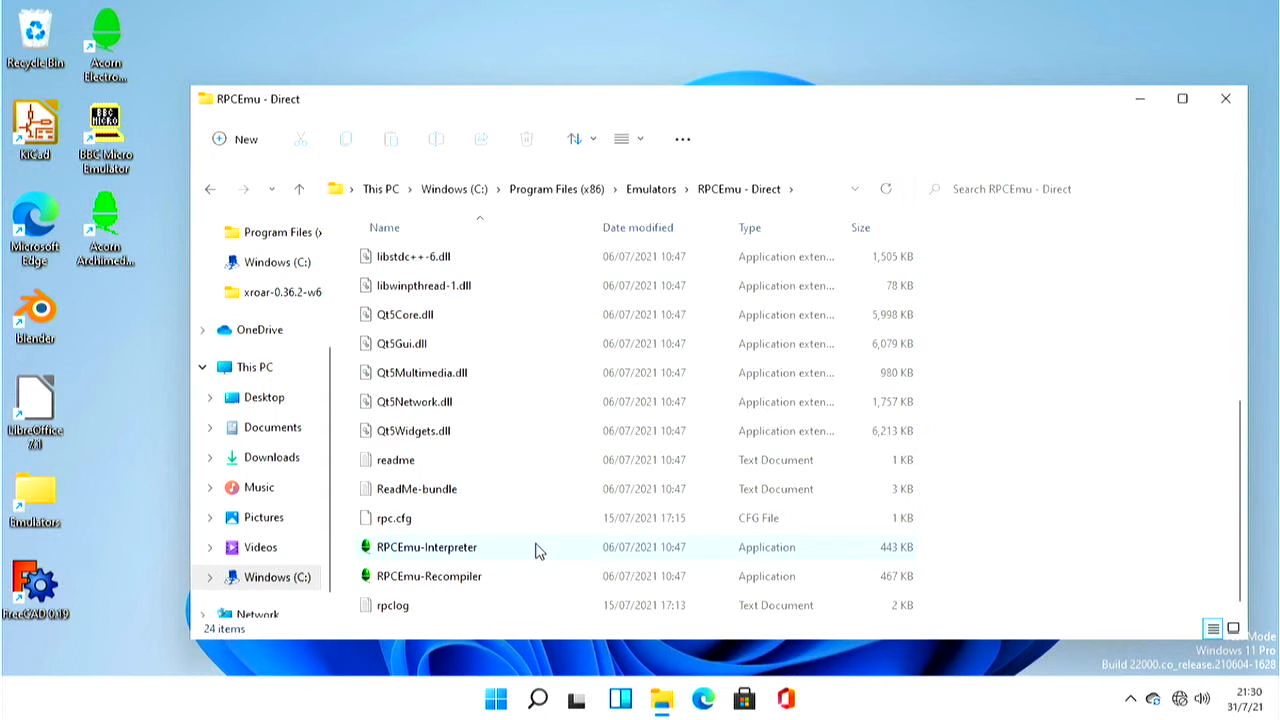 Recycle Bin
Acorn
Electro...
KiCad
BBC
MICRO
BBC Micro
Emulator
Microsoft
Edge
Acorn
Archimed...
Blender
LibreOffice
7.1
Emulators
FreeCAD 0.19
RPCEmu - Direct
New
This PC
Windows (C:)
Program Files (x86)
Emulators
RPCEmu - Direct
Search RPCEmu - Direct
Program Files (x
Windows (C:)
xroar-0.36.2-w6
OneDrive
This PC
Desktop
Documents
Downloads
Music
Pictures
Videos
Windows (C:)
Network
Name Date modified Type Size
libstdc++-6.dll 06/07/2021 10:47 Application exten... 1,505 KB
libwinpthread-1.dll 06/07/2021 10:47 Application exten... 78 KB
Qt5Core.dll 06/07/2021 10:47 Application exten... 5,998 KB
Qt5Gui.dll 06/07/2021 10:47 Application exten... 6,079 KB
Qt5Multimedia.dll 06/07/2021 10:47 Application exten... 980 KB
Qt5Network.dll 06/07/2021 10:47 Application exten... 1,757 KB
Qt5Widgets.dll 06/07/2021 10:47 Application exten... 6,213 KB
readme 06/07/2021 10:47 Text Document 1 KB
ReadMe-bundle 06/07/2021 10:47 Text Document 3 KB
rpc.cfg 15/07/2021 17:15 CFG File 1 KB
RPCEmu-Interpreter 06/07/2021 10:47 Application 443 KB
RPCEmu-Recompiler 06/07/2021 10:47 Application 467 KB
rpclog 15/07/2021 17:13 Text Document 2 KB
24 items
Mode
Windows 11 Pro
Build 22000.co_release.210604-1628
21:30
31/7/21